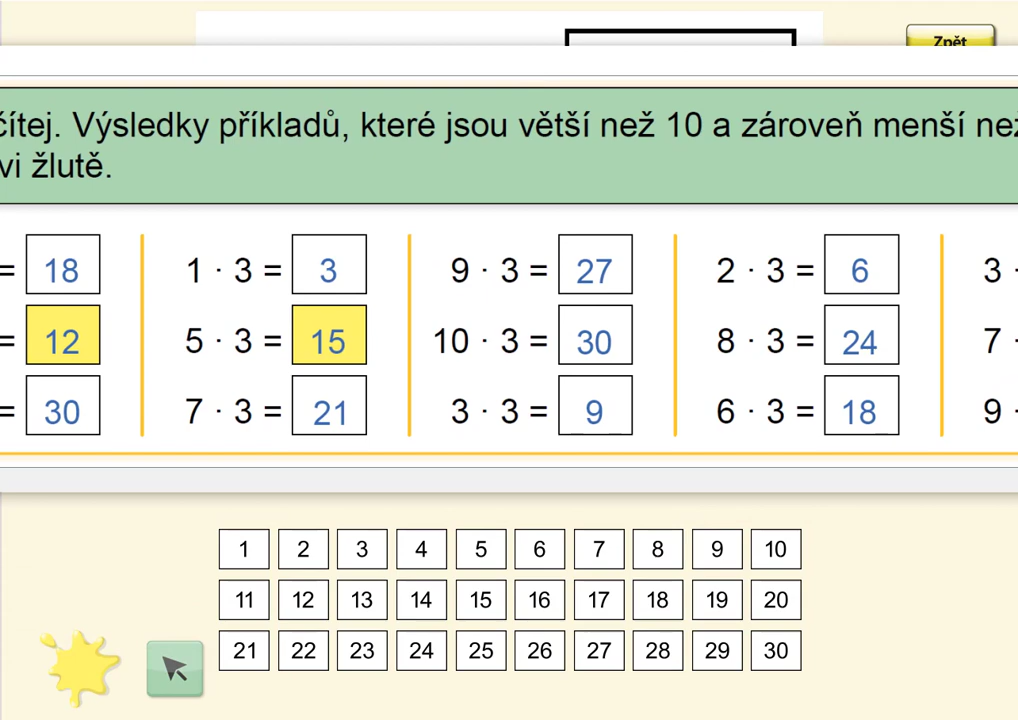 Zpět
čítej. Výsledky příkladů, které jsou větší než 10 a zároveň menší než
vi žlutě.
= 18 1 · 3 = 3 9 · 3 = 27 2 · 3 = 6 3 ·
= 12 5 · 3 = 15 10 · 3 = 30 8 · 3 = 24 7 ·
= 30 7 · 3 = 21 3 · 3 = 9 6 · 3 = 18 9 ·
1 2 3 4 5 6 7 8 9 10
11 12 13 14 15 16 17 18 19 20
21 22 23 24 25 26 27 28 29 30